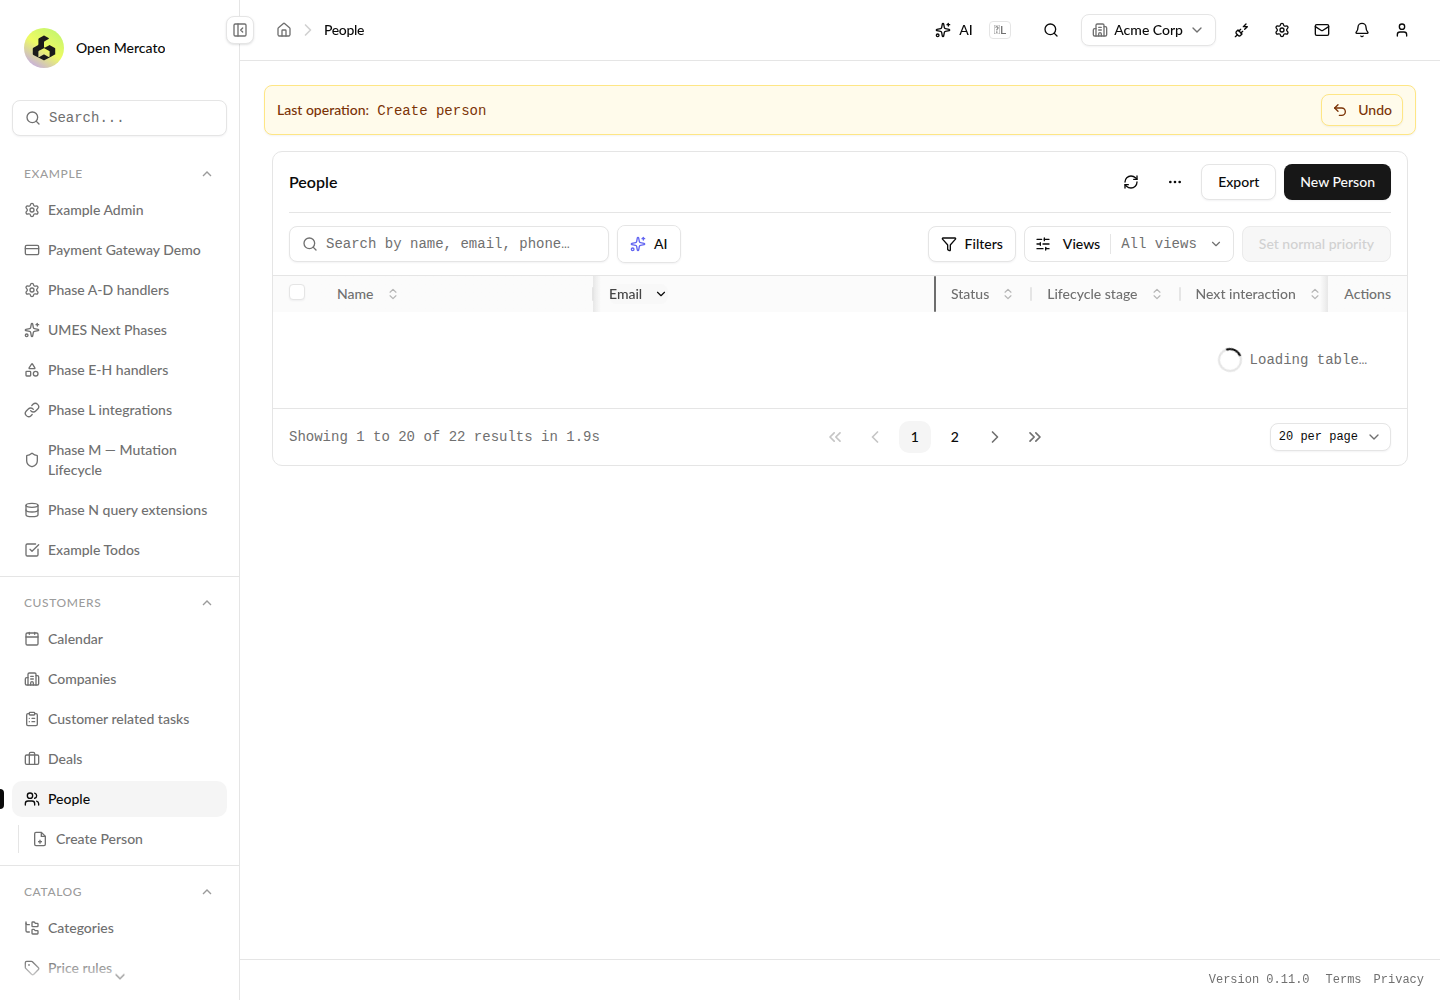 Open Mercato
People
AI
L
Acme Corp
Search...
Last operation: Create person
Undo
EXAMPLE
Example Admin
Payment Gateway Demo
Phase A-D handlers
UMES Next Phases
Phase E-H handlers
Phase L integrations
Phase M — Mutation
Lifecycle
Phase N query extensions
Example Todos
CUSTOMERS
Calendar
Companies
Customer related tasks
Deals
People
Create Person
CATALOG
Categories
Price rules
People
Export
New Person
Search by name, email, phone…
AI
Filters
Views
All views
Set normal priority
Name
Email
Status
Lifecycle stage
Next interaction
Actions
Loading table…
Showing 1 to 20 of 22 results in 1.9s
1
2
20 per page
Version 0.11.0
Terms
Privacy